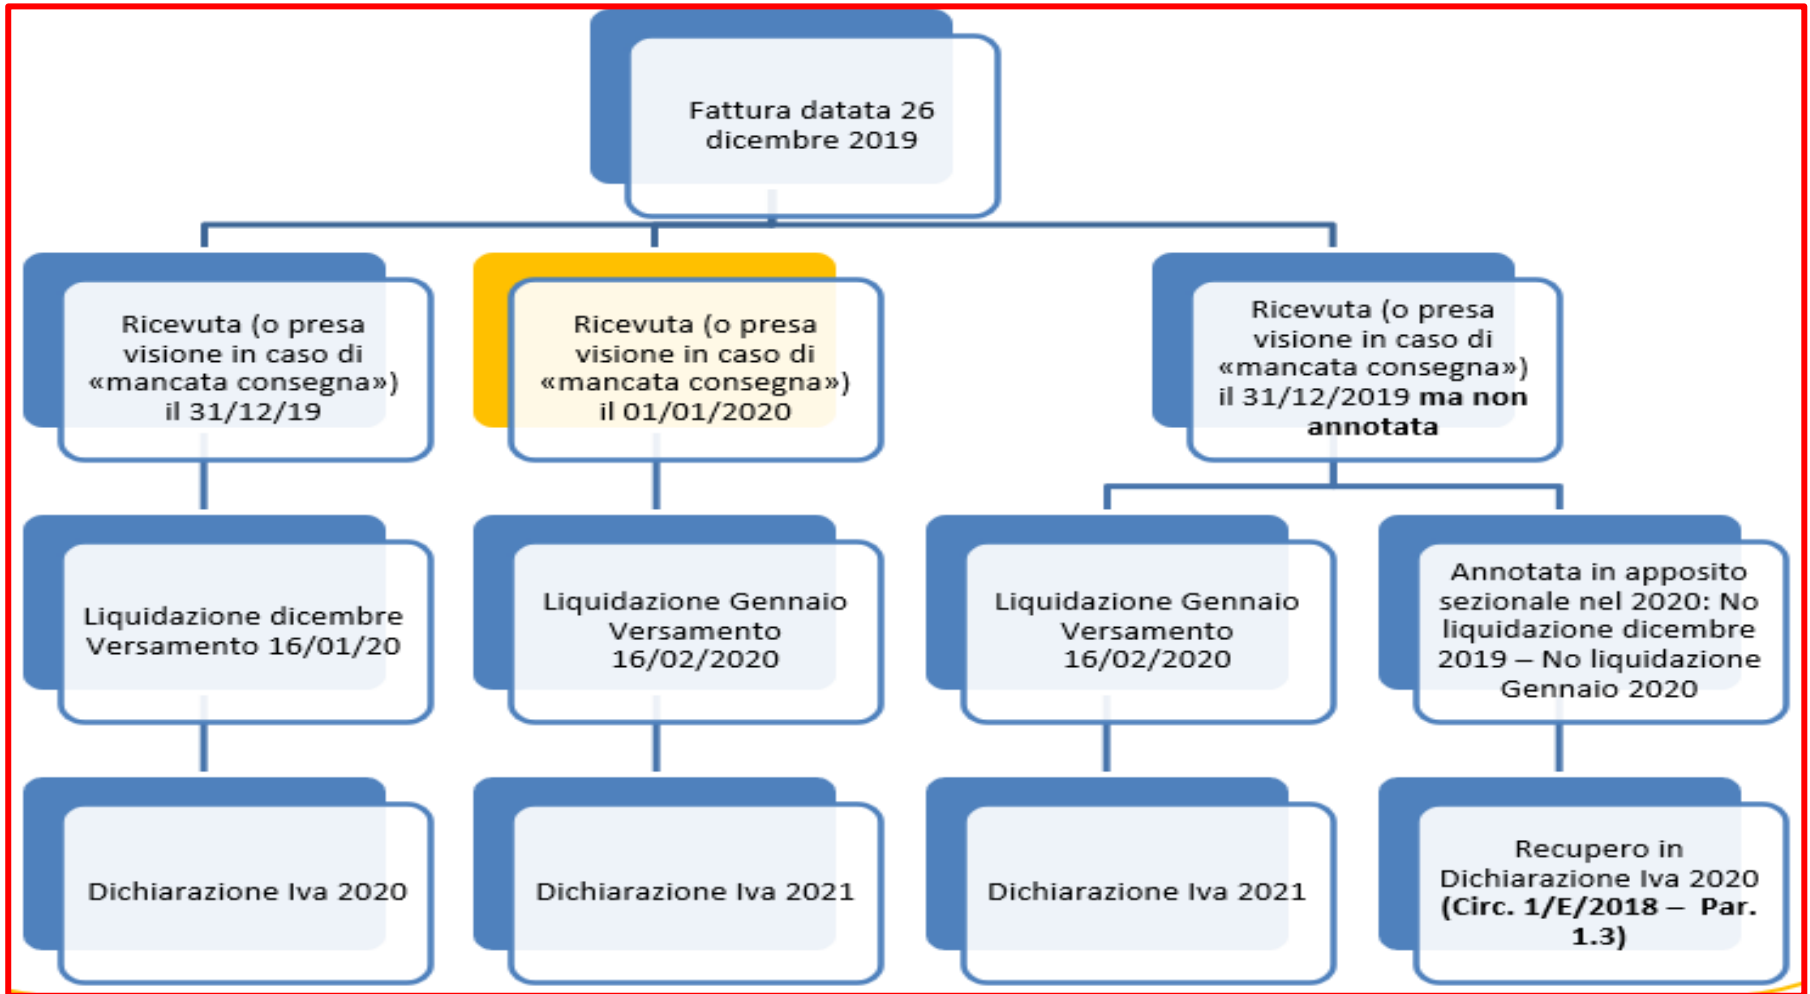 Fattura datata 26
dicembre 2019
Ricevuta (o presa
visione in caso di
«mancata consegna»)
il 31/12/19
Ricevuta (o presa
visione in caso di
«mancata consegna»)
il 01/01/2020
Ricevuta (o presa
visione in caso di
«mancata consegna»)
il 31/12/2019 ma non
annotata
Liquidazione dicembre
Versamento 16/01/20
Liquidazione Gennaio
Versamento
16/02/2020
Liquidazione Gennaio
Versamento
16/02/2020
Annotata in apposito
sezionale nel 2020: No
liquidazione dicembre
2019 – No liquidazione
Gennaio 2020
Dichiarazione Iva 2020
Dichiarazione Iva 2021
Dichiarazione Iva 2021
Recupero in
Dichiarazione Iva 2020
(Circ. 1/E/2018 – Par.
1.3)